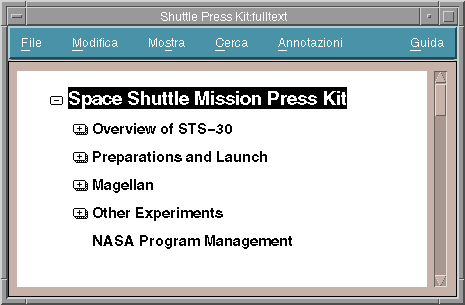 Shuttle Press Kit:fulltext
File Modifica Mostra Cerca Annotazioni Guida
Space Shuttle Mission Press Kit
Overview of STS-30
Preparations and Launch
Magellan
Other Experiments
NASA Program Management